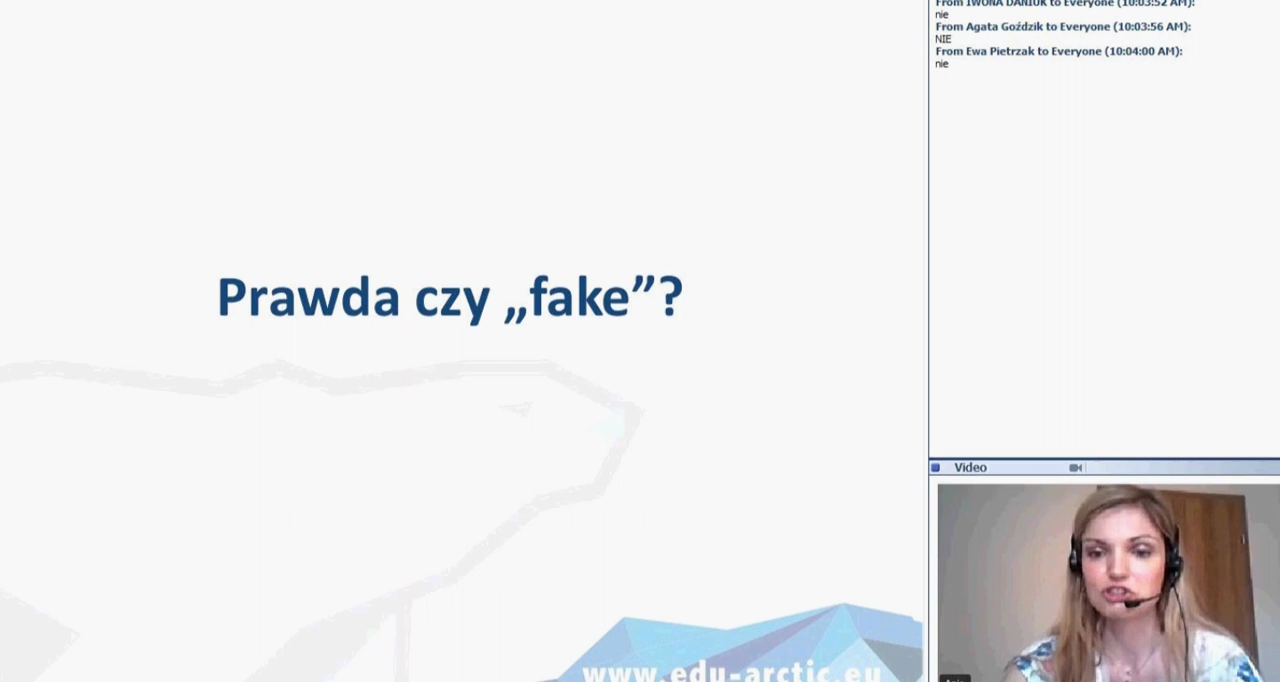 From IWONA DANIUK to Everyone (10:03:52 AM):
nie
From Agata Goździk to Everyone (10:03:56 AM):
NIE
From Ewa Pietrzak to Everyone (10:04:00 AM):
nie
Prawda czy „fake”?
Video
www.edu-arctic.eu